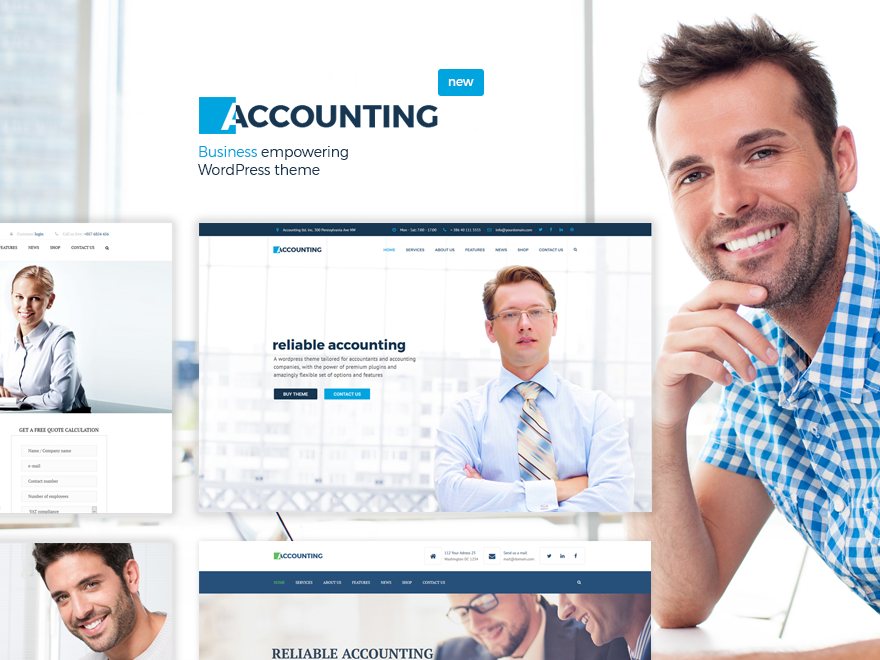 new
ACCOUNTING
Business empowering
WordPress theme
Customer login
Call us free: +057 6834 456
FEATURES NEWS SHOP CONTACT US
GET A FREE QUOTE CALCULATION
Name / Company name
e-mail
Contact number
Number of employees
VAT compliance
Accounting ltd. Inc. 500 Pennsylvania Ave NW
Mon - Sat; 7:00 - 17:00
+ 386 40 111 5555
info@yourdomain.com
ACCOUNTING
HOME SERVICES ABOUT US FEATURES NEWS SHOP CONTACT US
reliable accounting
A wordpress theme tailored for accountants and accounting
companies, with the power of premium plugins and
amazingly flexible set of options and features
BUY THEME CONTACT US
ACCOUNTING
112 Your Adress Z5
Washington SE, 1234
Send us a mail
mail@domain.com
HOME SERVICES ABOUT US FEATURES NEWS SHOP CONTACT US
RELIABLE ACCOUNTING